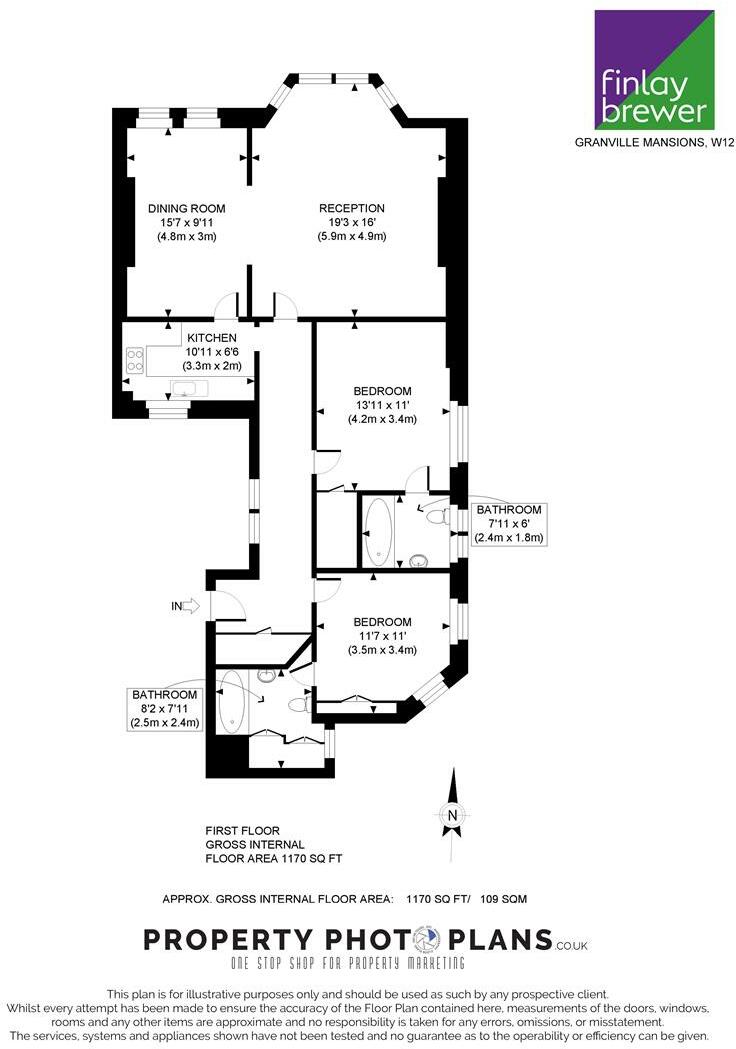 finlay
brewer
GRANVILLE MANSIONS, W12
DINING ROOM
15'7 x 9'11
(4.8m x 3m)
RECEPTION
19'3 x 16'
(5.9m x 4.9m)
KITCHEN
10'11 x 6'6
(3.3m x 2m)
BEDROOM
13'11 x 11'
(4.2m x 3.4m)
BATHROOM
7'11 x 6'
(2.4m x 1.8m)
IN
BEDROOM
11'7 x 11'
(3.5m x 3.4m)
BATHROOM
8'2 x 7'11
(2.5m x 2.4m)
N
FIRST FLOOR
GROSS INTERNAL
FLOOR AREA 1170 SQ FT
APPROX. GROSS INTERNAL FLOOR AREA: 1170 SQ FT/ 109 SQM
PROPERTY PHOTO PLANS.CO.UK
ONE STOP SHOP FOR PROPERTY MARKETING
This plan is for illustrative purposes only and should be used as such by any prospective client.
Whilst every attempt has been made to ensure the accuracy of the Floor Plan contained here, measurements of the doors, windows,
rooms and any other items are approximate and no responsibility is taken for any errors, omissions, or misstatement.
The services, systems and appliances shown have not been tested and no guarantee as to the operability or efficiency can be given.